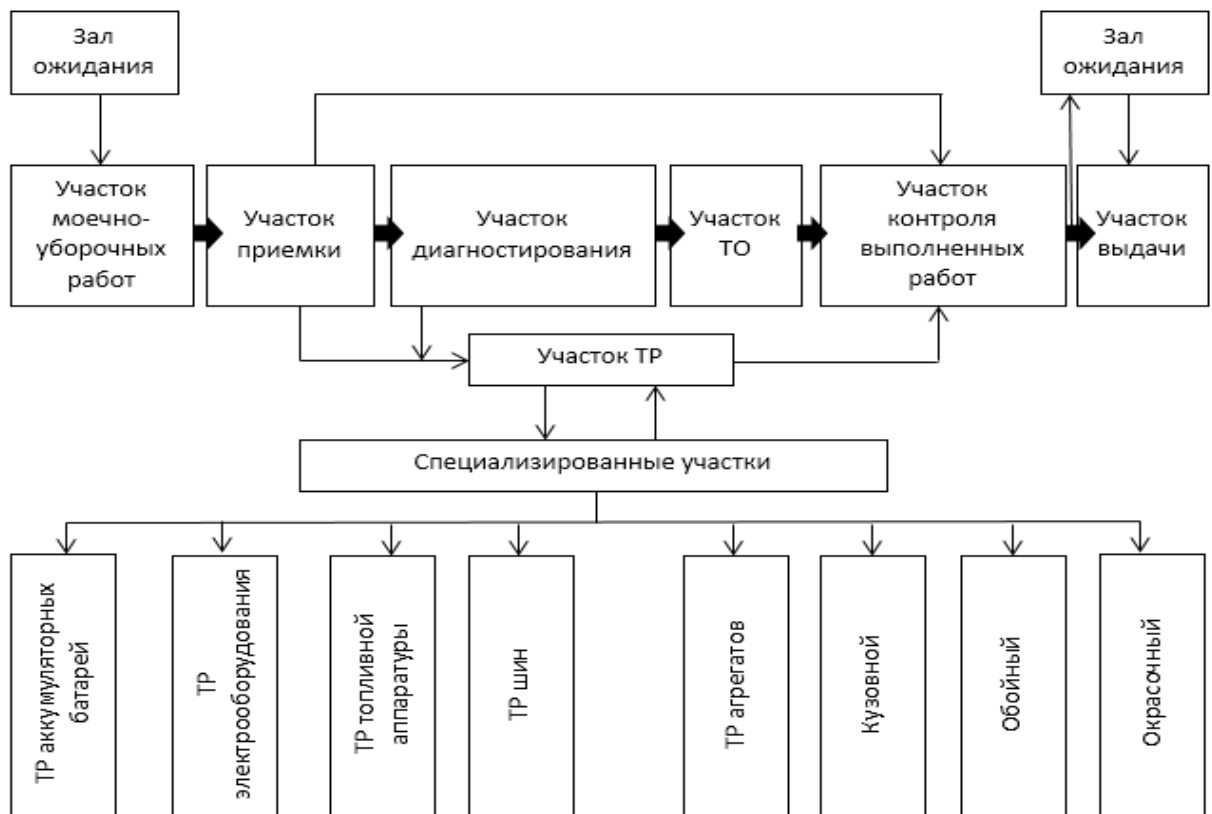 Зал
ожидания
Зал
ожидания
Участок
моечно-
уборочных
работ
Участок
приемки
Участок
диагностирования
Участок
ТО
Участок
контроля
выполненных
работ
Участок
выдачи
Участок ТР
Специализированные участки
ТР аккумуляторных
батарей
ТР
электрооборудования
ТР топливной
аппаратуры
ТР шин
ТР агрегатов
Кузовной
Обойный
Окрасочный